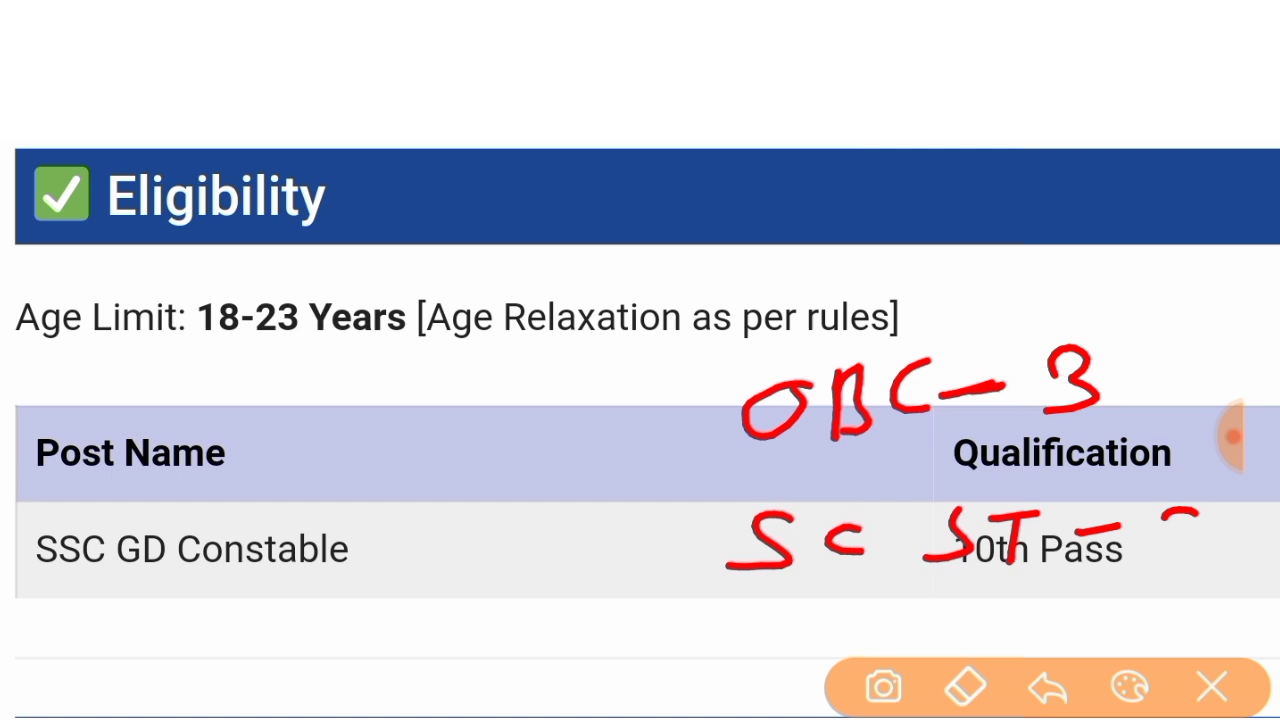 ✅ Eligibility
Age Limit: 18-23 Years [Age Relaxation as per rules]
OBC - 3
Post Name Qualification
SC ST -
SSC GD Constable 10th Pass